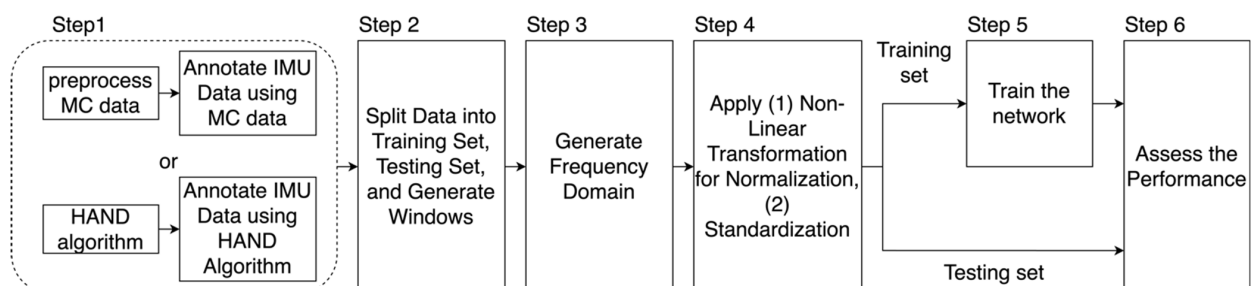 Step1
preprocess
MC data
Annotate IMU
Data using
MC data
or
HAND
algorithm
Annotate IMU
Data using
HAND
Algorithm
Step 2
Split Data into
Training Set,
Testing Set,
and Generate
Windows
Step 3
Generate
Frequency
Domain
Step 4
Apply (1) Non-
Linear
Transformation
for Normalization,
(2)
Standardization
Training
set
Step 5
Train the
network
Testing set
Step 6
Assess the
Performance